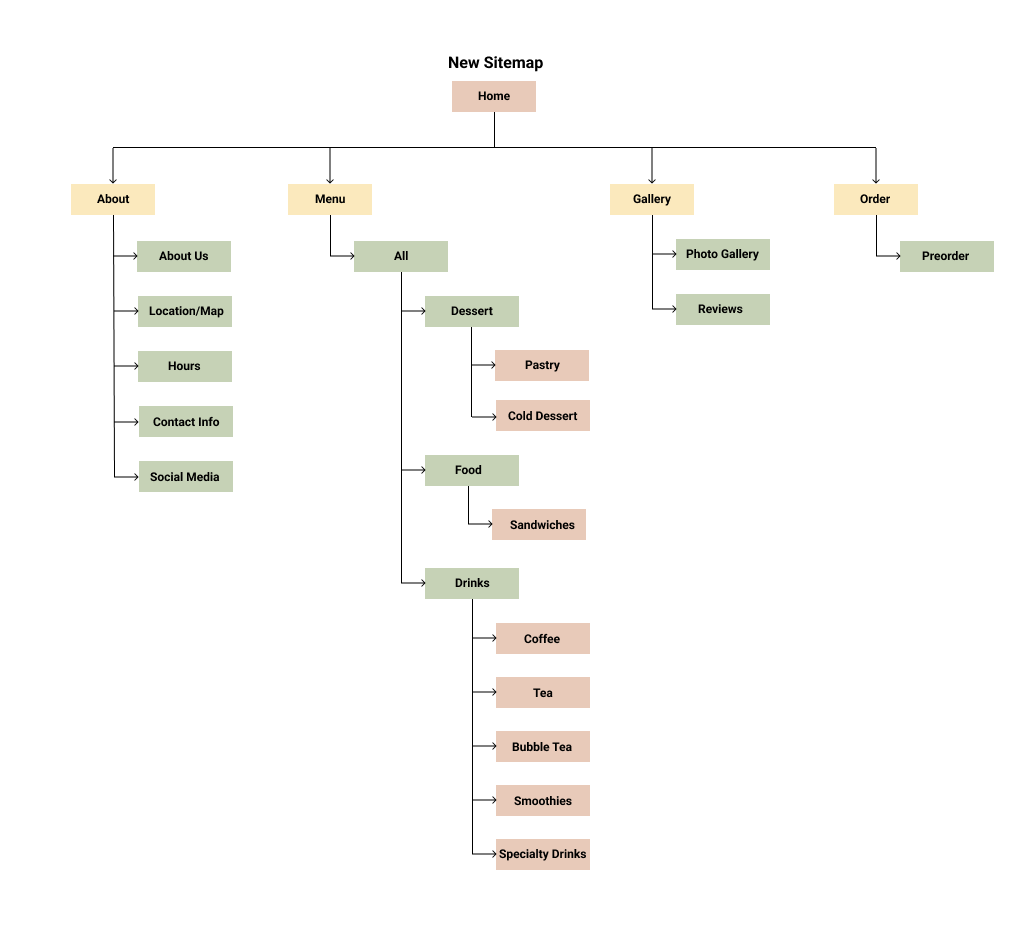 New Sitemap
Home
About
Menu
Gallery
Order
About Us
Location/Map
Hours
Contact Info
Social Media
All
Dessert
Pastry
Cold Dessert
Food
Sandwiches
Drinks
Coffee
Tea
Bubble Tea
Smoothies
Specialty Drinks
Photo Gallery
Reviews
Preorder